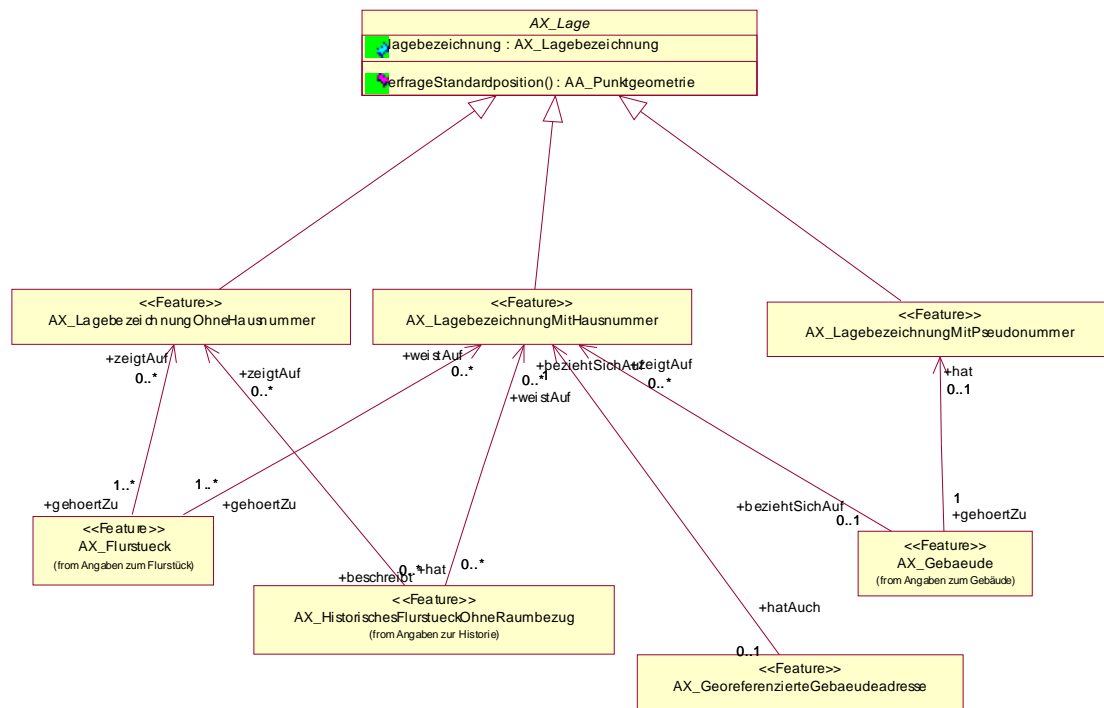 AX_Lage
lagebezeichnung : AX_Lagebezeichnung
erfrageStandardposition() : AA_Punktgeometrie
<<Feature>>
AX_LagebezeichnungOhneHausnummer
<<Feature>>
AX_LagebezeichnungMitHausnummer
<<Feature>>
AX_LagebezeichnungMitPseudonummer
+zeigtAuf
0..*
+zeigtAuf
0..*
+weistAuf
0..*
0..*
+weistAuf
+beziehtSichAuf
+zeigtAuf
0..*
+hat
0..1
1..*
+gehoertZu
1..*
+gehoertZu
+beziehtSichAuf
0..1
1
+gehoertZu
<<Feature>>
AX_Flurstueck
(from Angaben zum Flurstück)
<<Feature>>
AX_Gebaeude
(from Angaben zum Gebäude)
0..*
+beschreibt
+hat
0..*
<<Feature>>
AX_HistorischesFlurstueckOhneRaumbezug
(from Angaben zur Historie)
+hatAuch
0..1
<<Feature>>
AX_GeoreferenzierteGebaeudeadresse